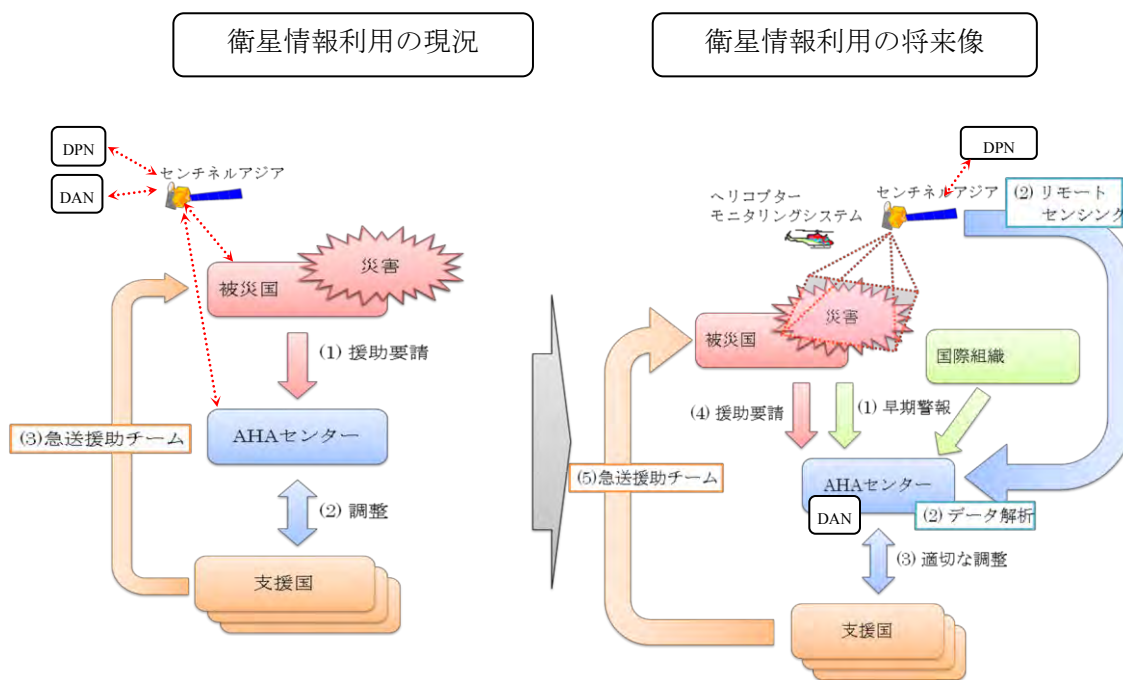 衛星情報利用の現況
DPN
DAN
センチネルアジア
災害
被災国
(1) 援助要請
AHAセンター
(3)急送援助チーム
(2) 調整
支援国
衛星情報利用の将来像
DPN
センチネルアジア
(2) リモート
センシング
ヘリコプター
モニタリングシステム
災害
被災国
国際組織
(4) 援助要請
(1) 早期警報
(5)急送援助チーム
AHAセンター
DAN
(2) データ解析
(3) 適切な調整
支援国